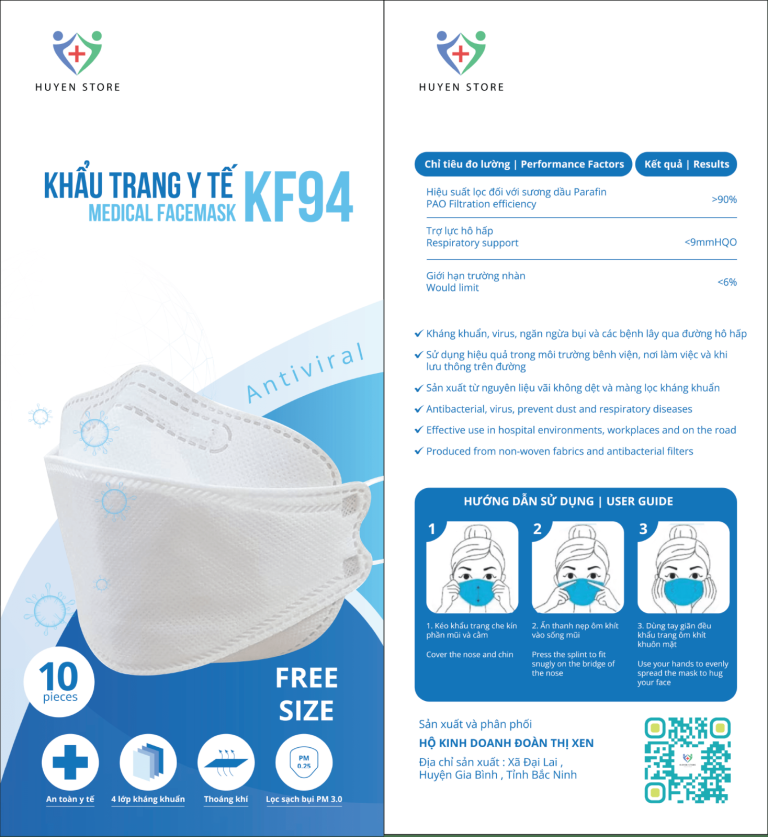 HUYEN STORE
KHẨU TRANG Y TẾ
MEDICAL FACEMASK
KF94
Antiviral
10
pieces
FREE
SIZE
PM
0.25
An toàn y tế
4 lớp kháng khuẩn
Thoáng khí
Lọc sạch bụi PM 3.0
HUYEN STORE
Chỉ tiêu đo lường | Performance Factors
Kết quả | Results
Hiệu suất lọc đối với sương dầu Parafin
PAO Filtration efficiency
>90%
Trợ lực hô hấp
Respiratory support
<9mmHQO
Giới hạn trường nhàn
Would limit
<6%
Kháng khuẩn, virus, ngăn ngừa bụi và các bệnh lây qua đường hô hấp
Sử dụng hiệu quả trong môi trường bênh viện, nơi làm việc và khi
lưu thông trên đường
Sản xuất từ nguyên liệu vãi không dệt và màng lọc kháng khuẩn
Antibacterial, virus, prevent dust and respiratory diseases
Effective use in hospital environments, workplaces and on the road
Produced from non-woven fabrics and antibacterial filters
HƯỚNG DẪN SỬ DỤNG | USER GUIDE
1
2
3
1. Kéo khẩu trang che kín
phần mũi và cằm
Cover the nose and chin
2. Ấn thanh nẹp ôm khít
vào sống mũi
Press the splint to fit
snugly on the bridge of
the nose
3. Dùng tay giãn đều
khẩu trang ôm khít
khuôn mặt
Use your hands to evenly
spread the mask to hug
your face
Sản xuất và phân phối
HỘ KINH DOANH ĐOÀN THỊ XEN
Địa chỉ sản xuất : Xã Đại Lai ,
Huyện Gia Bình , Tỉnh Bắc Ninh